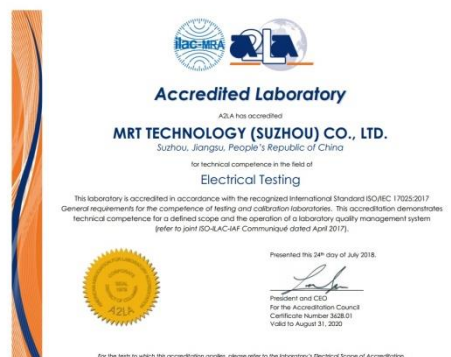 ilac-MRA
A2LA
Accredited Laboratory
A2LA has accredited
MRT TECHNOLOGY (SUZHOU) CO., LTD.
Suzhou, Jiangsu, People's Republic of China
for technical competence in the field of
Electrical Testing
This laboratory is accredited in accordance with the recognized International Standard ISO/IEC 17025:2017
General requirements for the competence of testing and calibration laboratories. This accreditation demonstrates
technical competence for a defined scope and the operation of a laboratory quality management system
(refer to joint ISO-ILAC-IAF Communiqué dated April 2017).
Presented this 24th day of July 2018.
President and CEO
For the Accreditation Council
Certificate Number 3628.01
Valid to August 31, 2020
SEAL
1978
A2LA
For the tests to which this accreditation applies, please refer to the laboratory's Electrical Scope of Accreditation.